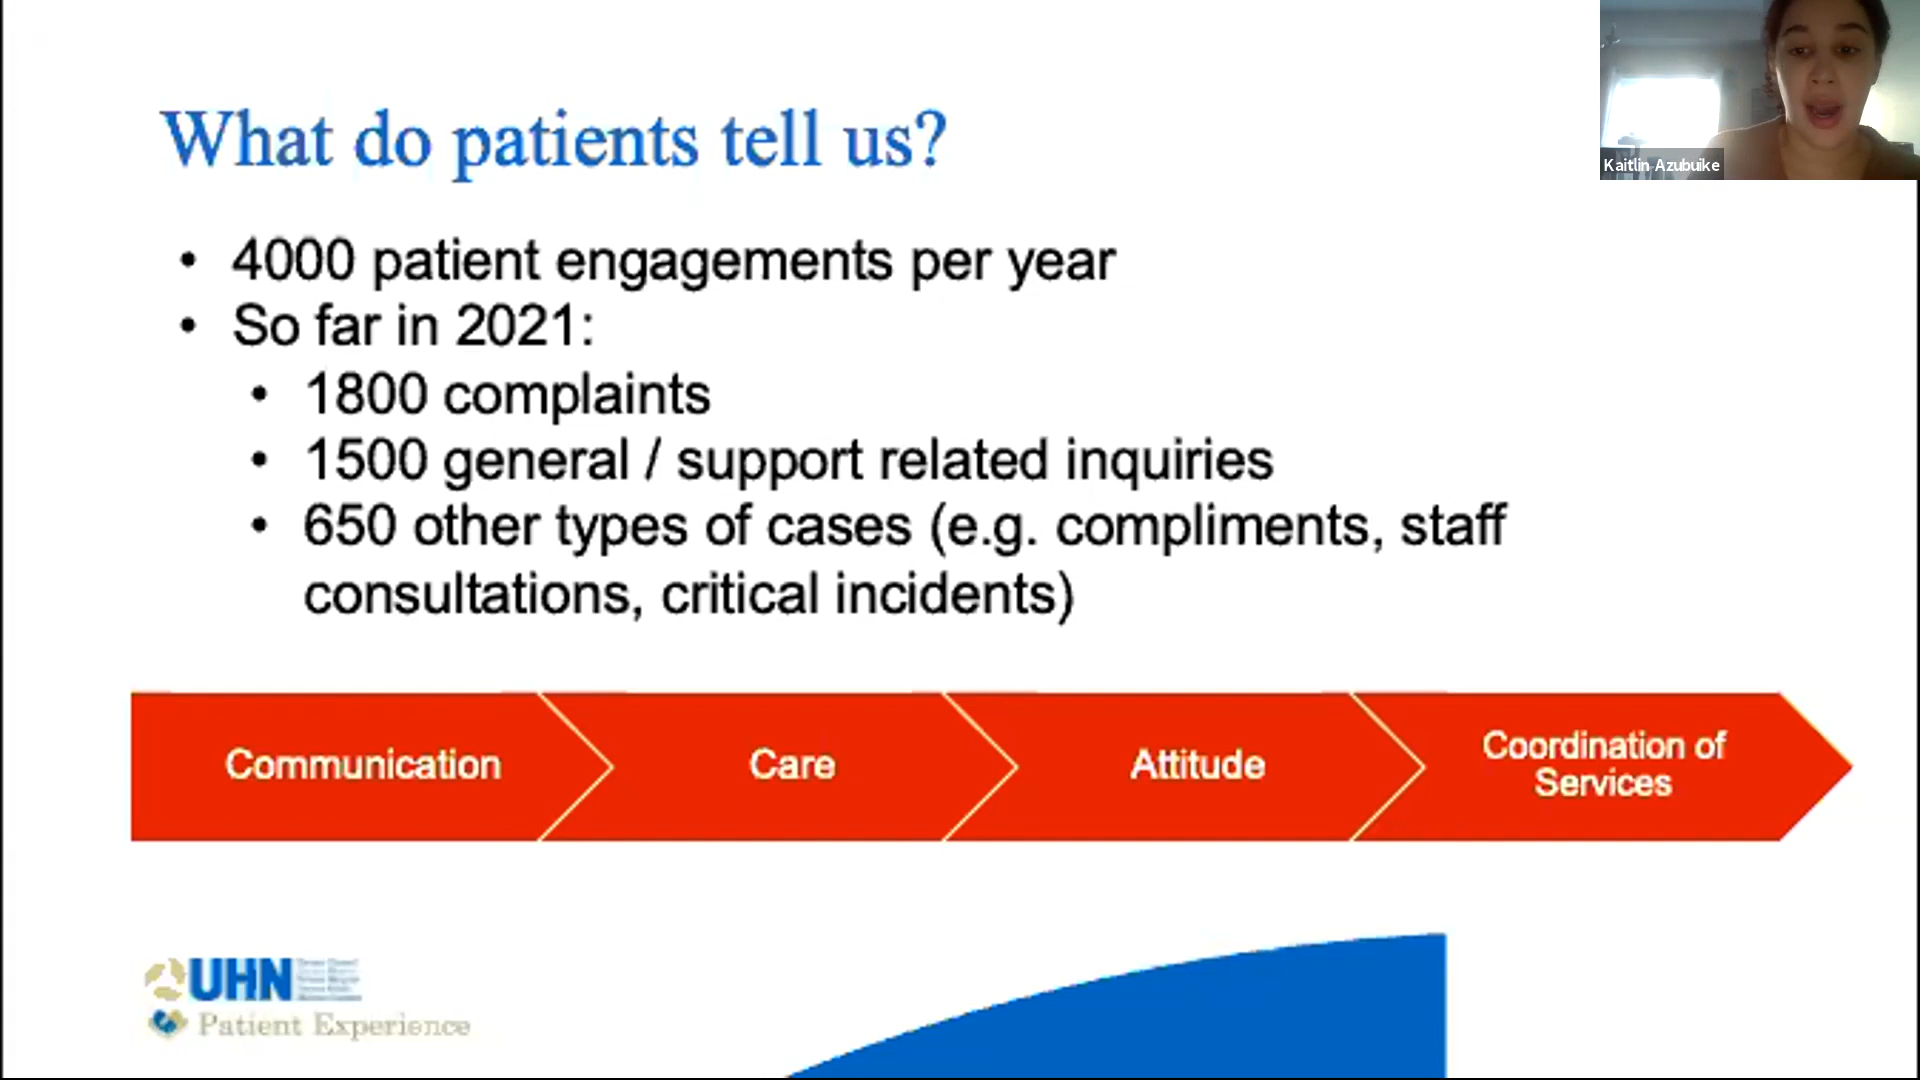 What do patients tell us?
Kaitlin Azubuike
• 4000 patient engagements per year
• So far in 2021:
• 1800 complaints
• 1500 general / support related inquiries
• 650 other types of cases (e.g. compliments, staff
consultations, critical incidents)
Communication
Care
Attitude
Coordination of
Services
UHN
Patient Experience